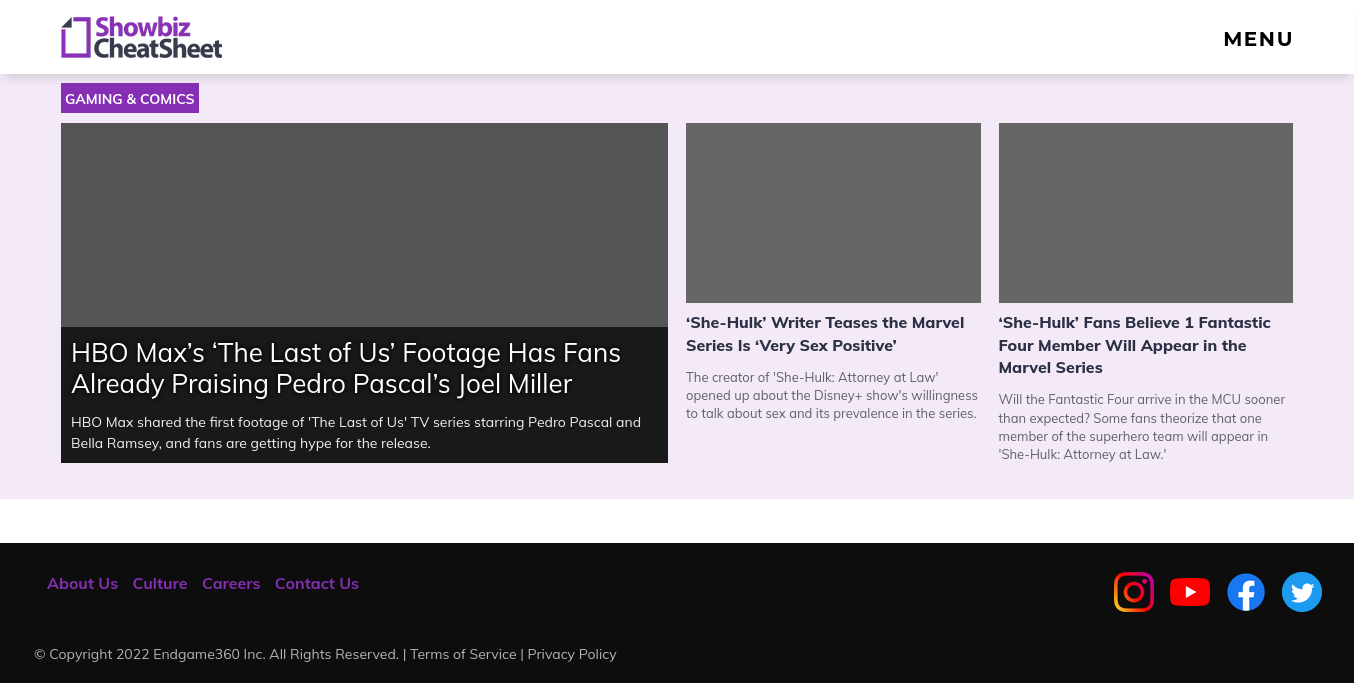 Showbiz
CheatSheet
MENU
GAMING & COMICS
HBO Max’s ‘The Last of Us’ Footage Has Fans
Already Praising Pedro Pascal’s Joel Miller
HBO Max shared the first footage of 'The Last of Us' TV series starring Pedro Pascal and
Bella Ramsey, and fans are getting hype for the release.
‘She-Hulk’ Writer Teases the Marvel
Series Is ‘Very Sex Positive’
The creator of 'She-Hulk: Attorney at Law'
opened up about the Disney+ show's willingness
to talk about sex and its prevalence in the series.
‘She-Hulk’ Fans Believe 1 Fantastic
Four Member Will Appear in the
Marvel Series
Will the Fantastic Four arrive in the MCU sooner
than expected? Some fans theorize that one
member of the superhero team will appear in
'She-Hulk: Attorney at Law.'
About Us Culture Careers Contact Us
© Copyright 2022 Endgame360 Inc. All Rights Reserved. | Terms of Service | Privacy Policy